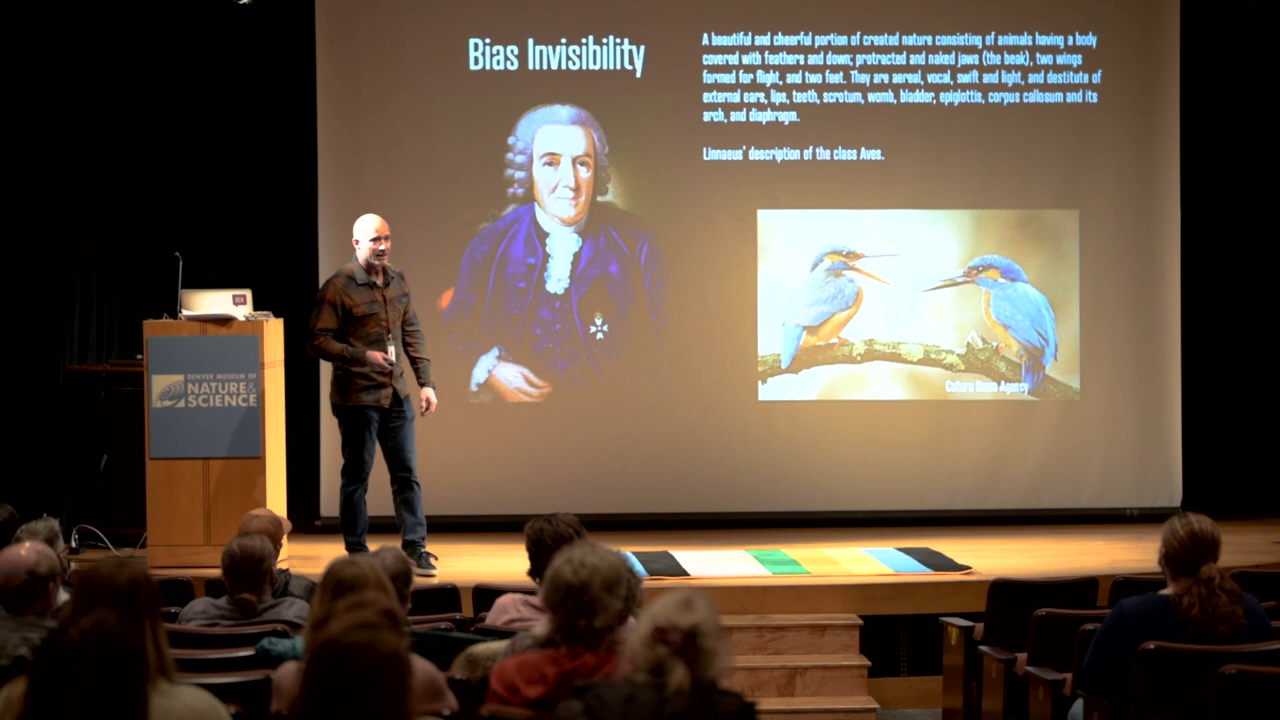 Bias Invisibility
A beautiful and cheerful portion of created nature consisting of animals having a body
covered with feathers and down; protracted and naked jaws (the beak), two wings
formed for flight, and two feet. They are aereal, vocal, swift and light, and destitute of
external ears, lips, teeth, scrotum, womb, bladder, epiglottis, corpus callosum and its
arch, and diaphragm.
Linnaeus' description of the class Aves.
Agency
DENVER MUSEUM OF
NATURE &
SCIENCE